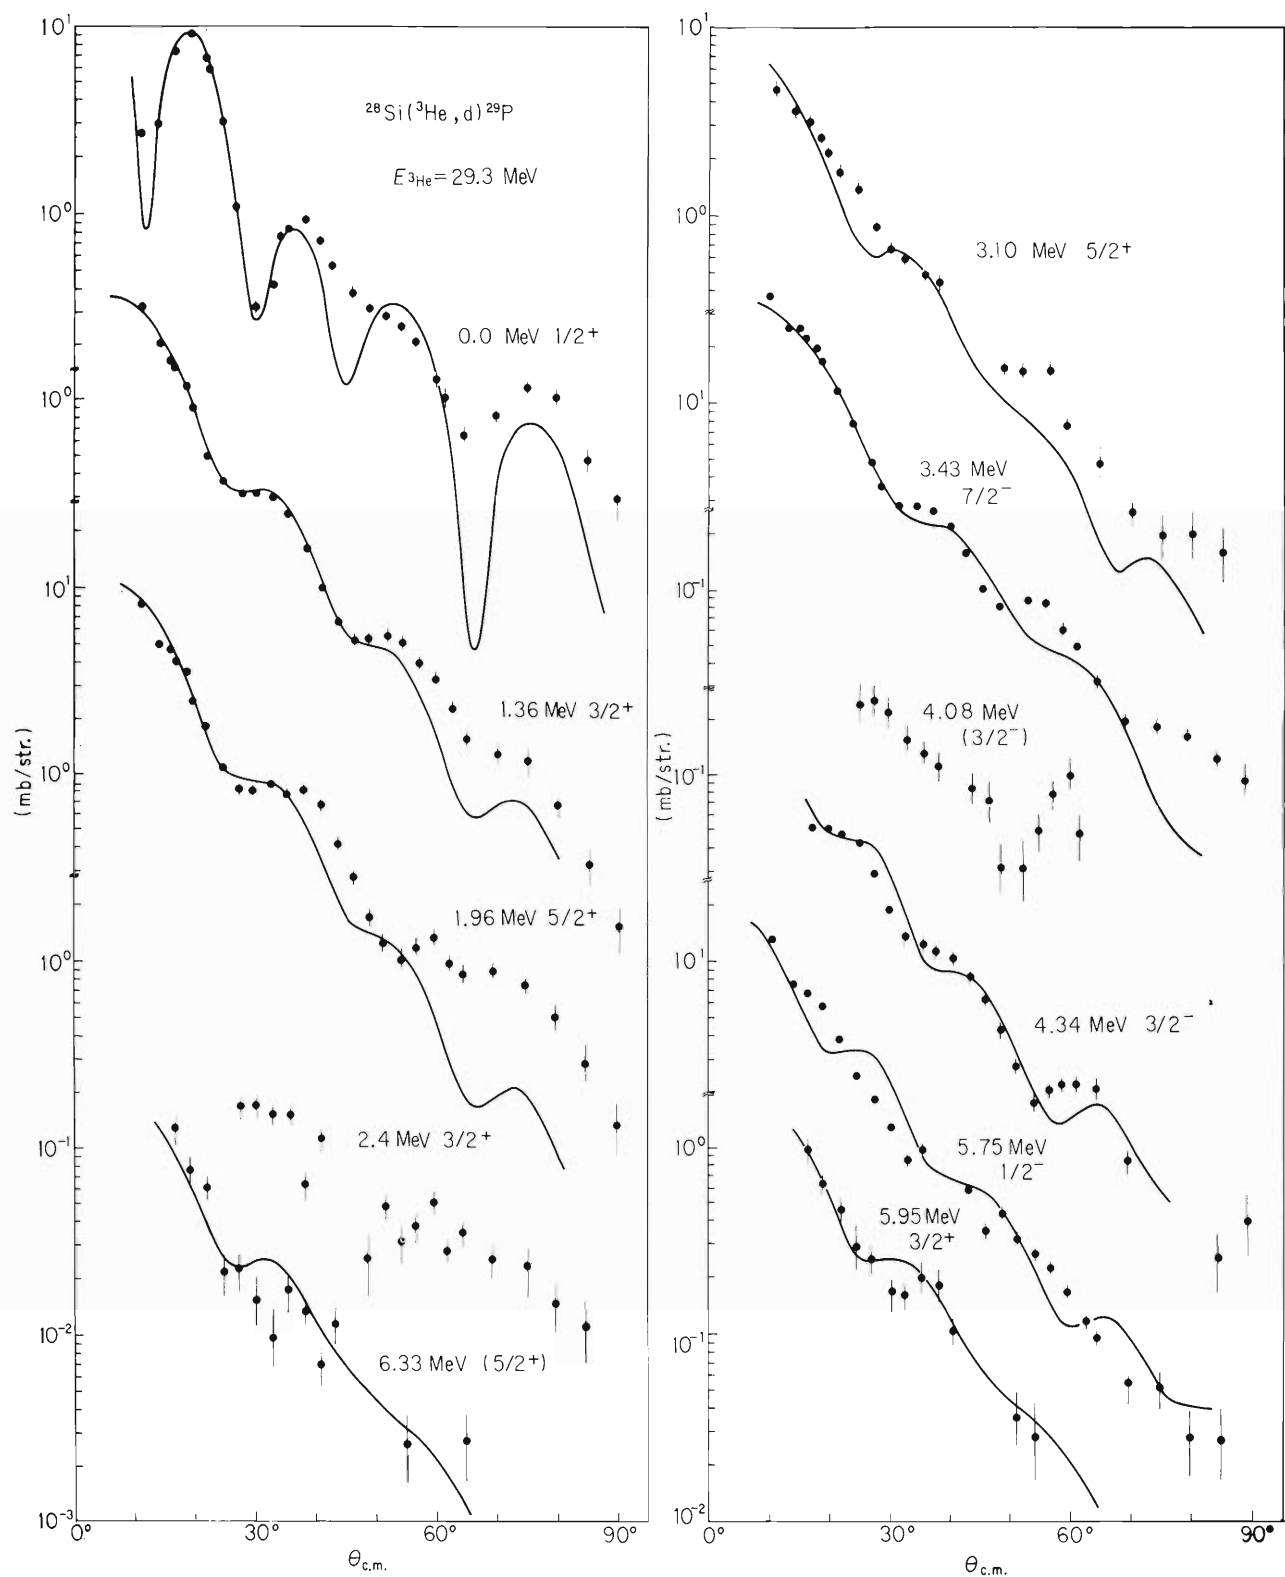 10¹
²⁸Si(³He,d)²⁹P
E³He=29.3 MeV
10⁰
0.0 MeV 1/2+
10⁰
1.36 MeV 3/2+
10¹
10⁰
1.96 MeV 5/2+
10⁰
2.4 MeV 3/2+
10⁻¹
6.33 MeV (5/2+)
10⁻²
10⁻³
0° 30° 60° 90°
θc.m.
(mb/str.)
10¹
3.10 MeV 5/2+
10⁰
10¹
3.43 MeV
7/2⁻
10⁻¹
4.08 MeV
(3/2⁻)
10⁻¹
4.34 MeV 3/2⁻
10¹
5.75 MeV
1/2⁻
10⁰
5.95 MeV
3/2+
10⁻¹
10⁻²
0° 30° 60° 90°
θc.m.
(mb/str.)